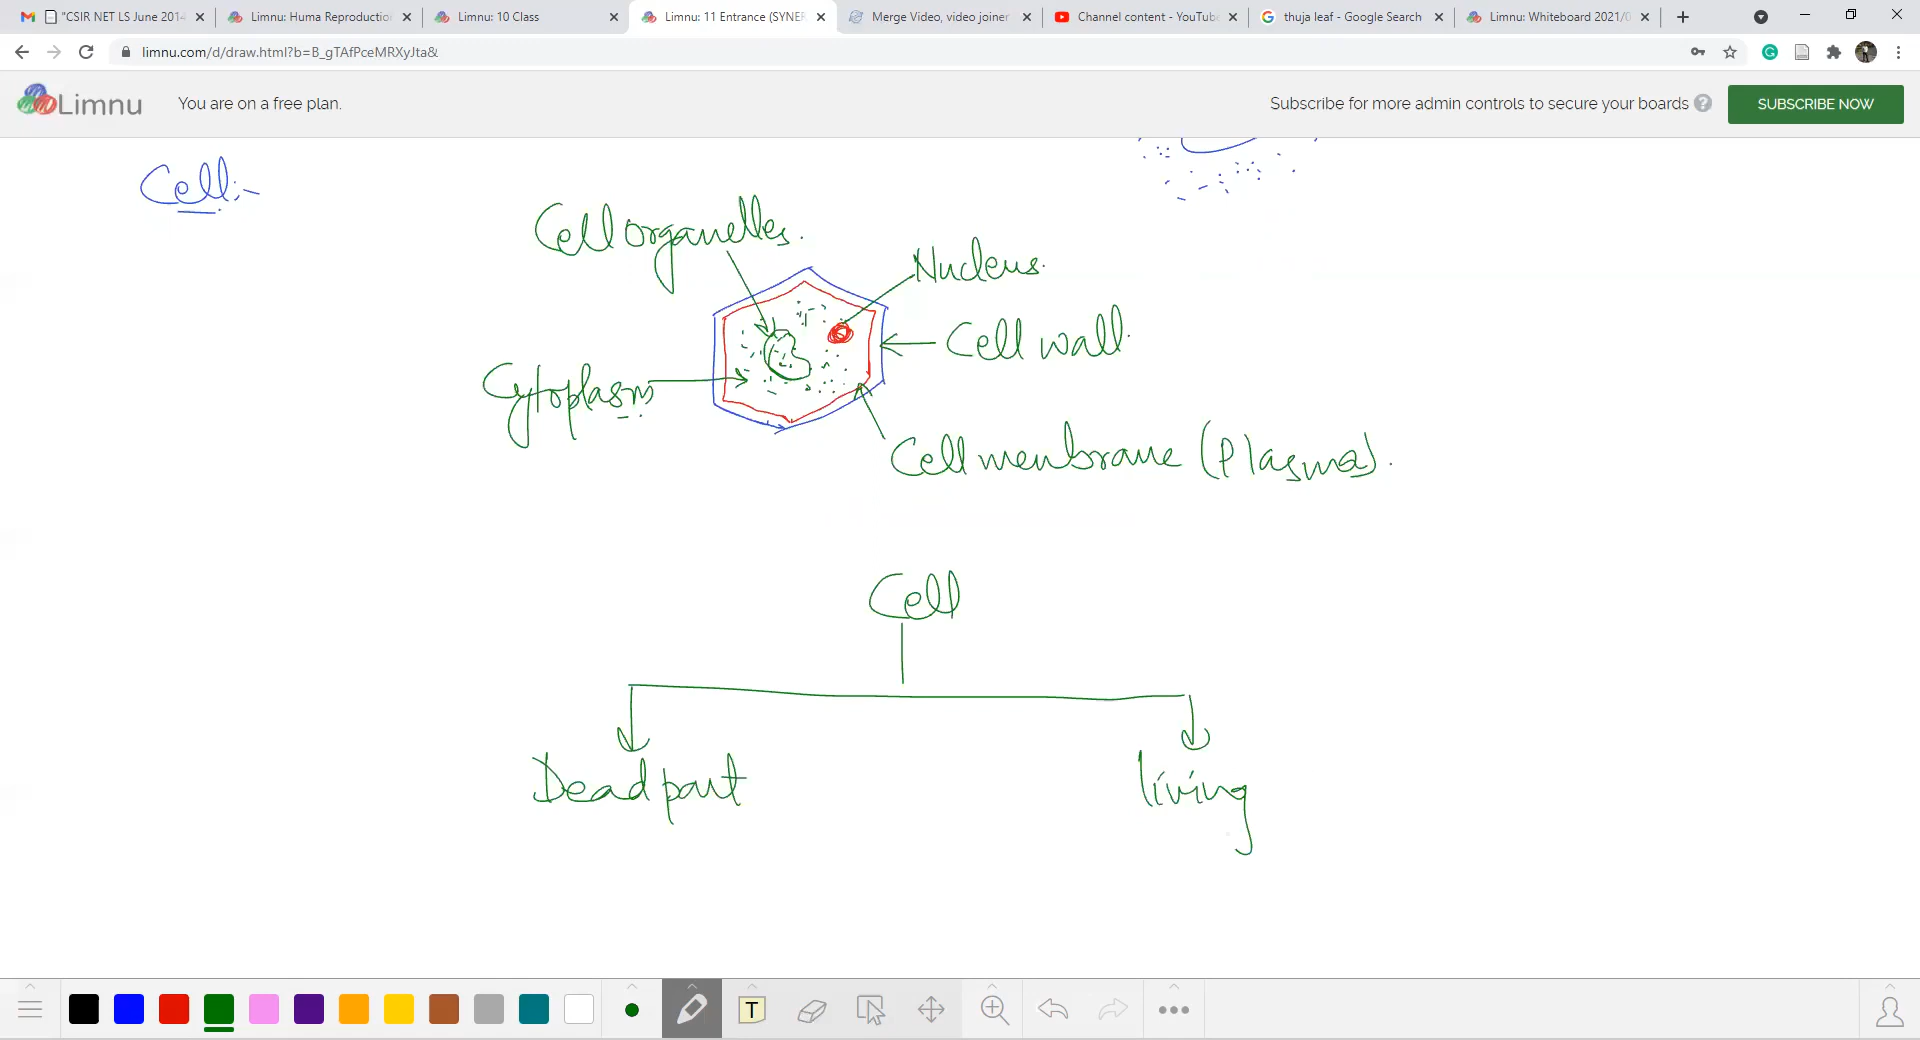 "CSIR NET LS June 2014
Limnu: Huma Reproductio
Limnu: 10 Class
Limnu: 11 Entrance (SYNER
Merge Video, video joiner
Channel content - YouTub
thuja leaf - Google Search
Limnu: Whiteboard 2021/0
limnu.com/d/draw.html?b=B_gTAfPceMRXyJta&
Limnu
You are on a free plan.
Subscribe for more admin controls to secure your boards ?
SUBSCRIBE NOW
Cell:-
Cell organelles.
Nucleus.
Cell wall.
Cytoplasm
Cell menbrane (Plasma).
Cell
Dead part
living
T